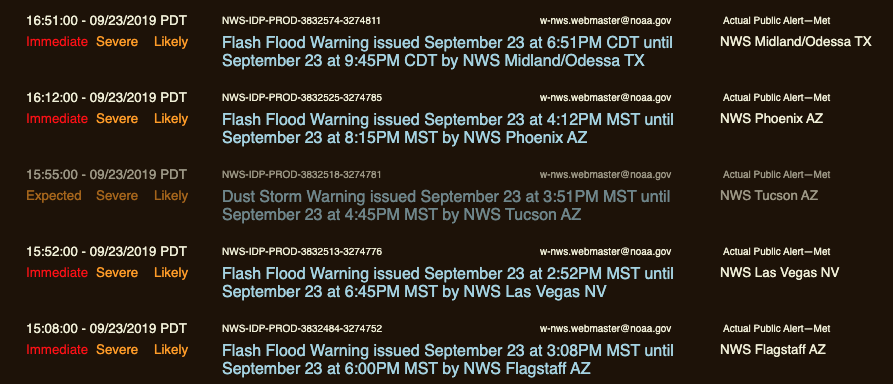 16:51:00 - 09/23/2019 PDT NWS-IDP-PROD-3832574-3274811 w-nws.webmaster@noaa.gov Actual Public Alert—Met
Immediate Severe Likely Flash Flood Warning issued September 23 at 6:51PM CDT until NWS Midland/Odessa TX
September 23 at 9:45PM CDT by NWS Midland/Odessa TX
16:12:00 - 09/23/2019 PDT NWS-IDP-PROD-3832525-3274785 w-nws.webmaster@noaa.gov Actual Public Alert—Met
Immediate Severe Likely Flash Flood Warning issued September 23 at 4:12PM MST until NWS Phoenix AZ
September 23 at 8:15PM MST by NWS Phoenix AZ
15:55:00 - 09/23/2019 PDT NWS-IDP-PROD-3832518-3274781 w-nws.webmaster@noaa.gov Actual Public Alert—Met
Expected Severe Likely Dust Storm Warning issued September 23 at 3:51PM MST until NWS Tucson AZ
September 23 at 4:45PM MST by NWS Tucson AZ
15:52:00 - 09/23/2019 PDT NWS-IDP-PROD-3832513-3274776 w-nws.webmaster@noaa.gov Actual Public Alert—Met
Immediate Severe Likely Flash Flood Warning issued September 23 at 2:52PM MST until NWS Las Vegas NV
September 23 at 6:45PM MST by NWS Las Vegas NV
15:08:00 - 09/23/2019 PDT NWS-IDP-PROD-3832484-3274752 w-nws.webmaster@noaa.gov Actual Public Alert—Met
Immediate Severe Likely Flash Flood Warning issued September 23 at 3:08PM MST until NWS Flagstaff AZ
September 23 at 6:00PM MST by NWS Flagstaff AZ